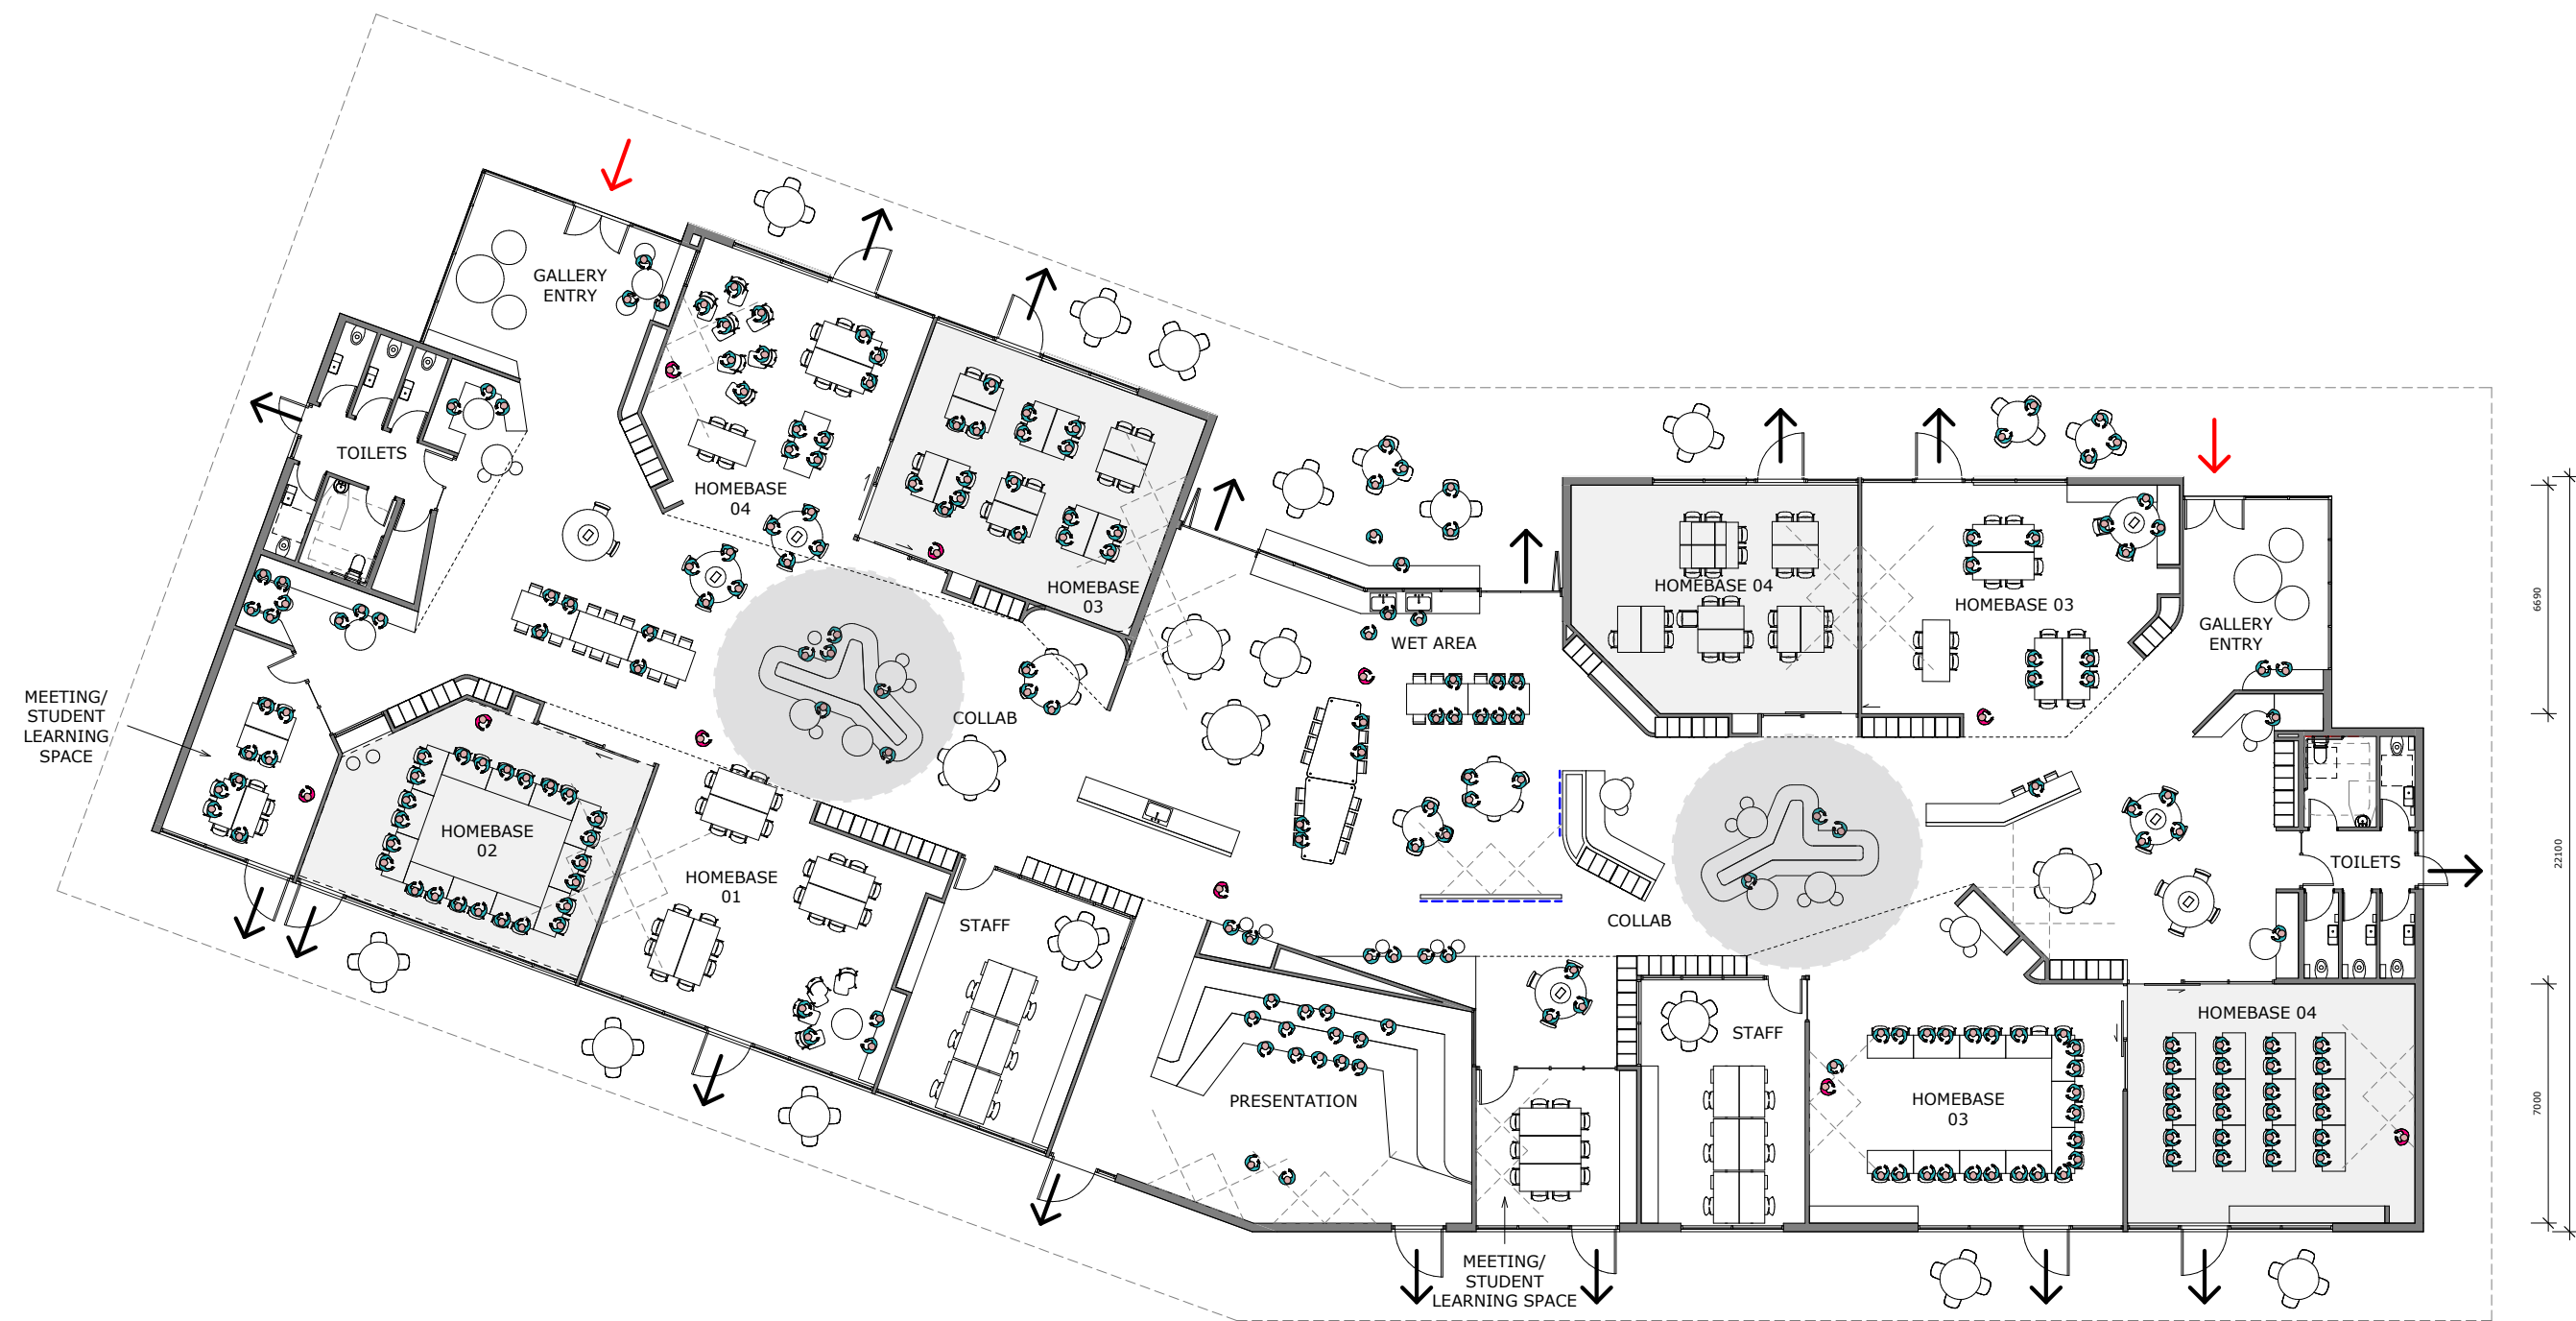 GALLERY
ENTRY
TOILETS
HOMEBASE
04
HOMEBASE
03
MEETING/
STUDENT
LEARNING
SPACE
COLLAB
HOMEBASE
02
HOMEBASE
01
STAFF
WET AREA
HOMEBASE 04
HOMEBASE 03
GALLERY
ENTRY
6690
22100
COLLAB
TOILETS
PRESENTATION
STAFF
HOMEBASE
03
HOMEBASE 04
7000
MEETING/
STUDENT
LEARNING SPACE